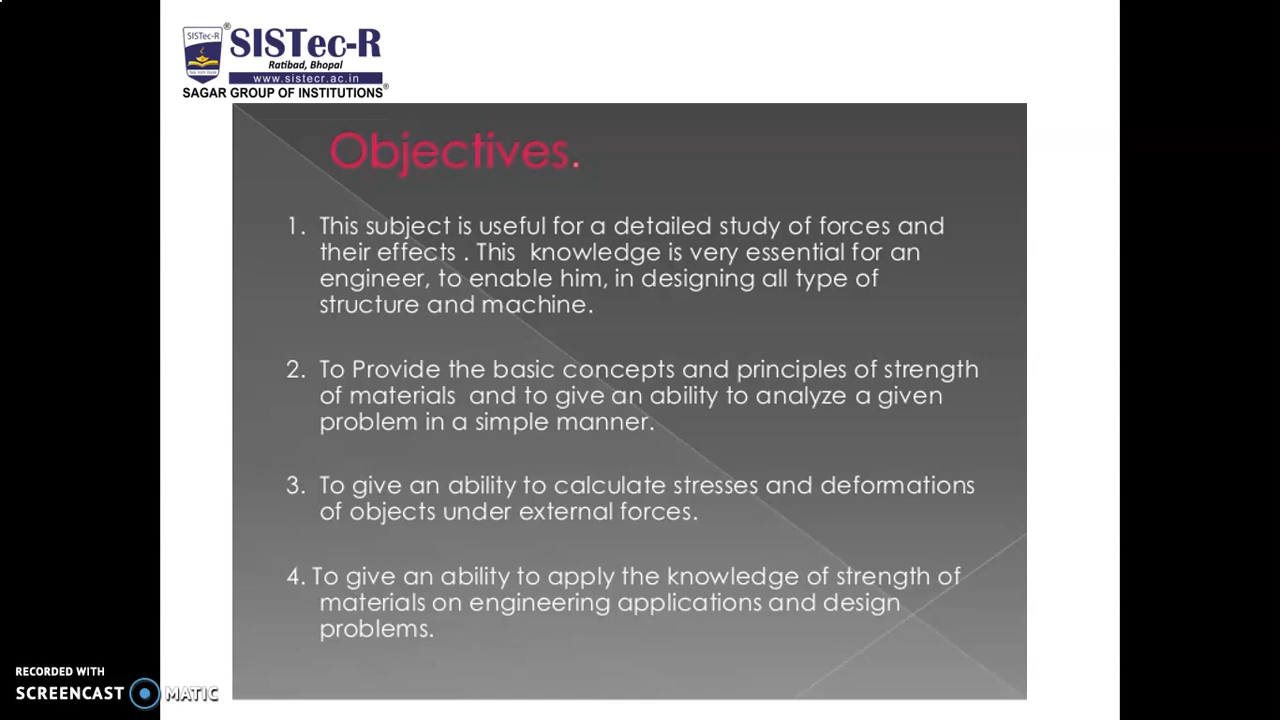 SISTec-R
®
SISTec-R
Ratibad, Bhopal
www.sistecr.ac.in
SAGAR GROUP OF INSTITUTIONS®
Objectives.
1. This subject is useful for a detailed study of forces and
their effects . This knowledge is very essential for an
engineer, to enable him, in designing all type of
structure and machine.
2. To Provide the basic concepts and principles of strength
of materials and to give an ability to analyze a given
problem in a simple manner.
3. To give an ability to calculate stresses and deformations
of objects under external forces.
4. To give an ability to apply the knowledge of strength of
materials on engineering applications and design
problems.
RECORDED WITH
SCREENCAST MATIC